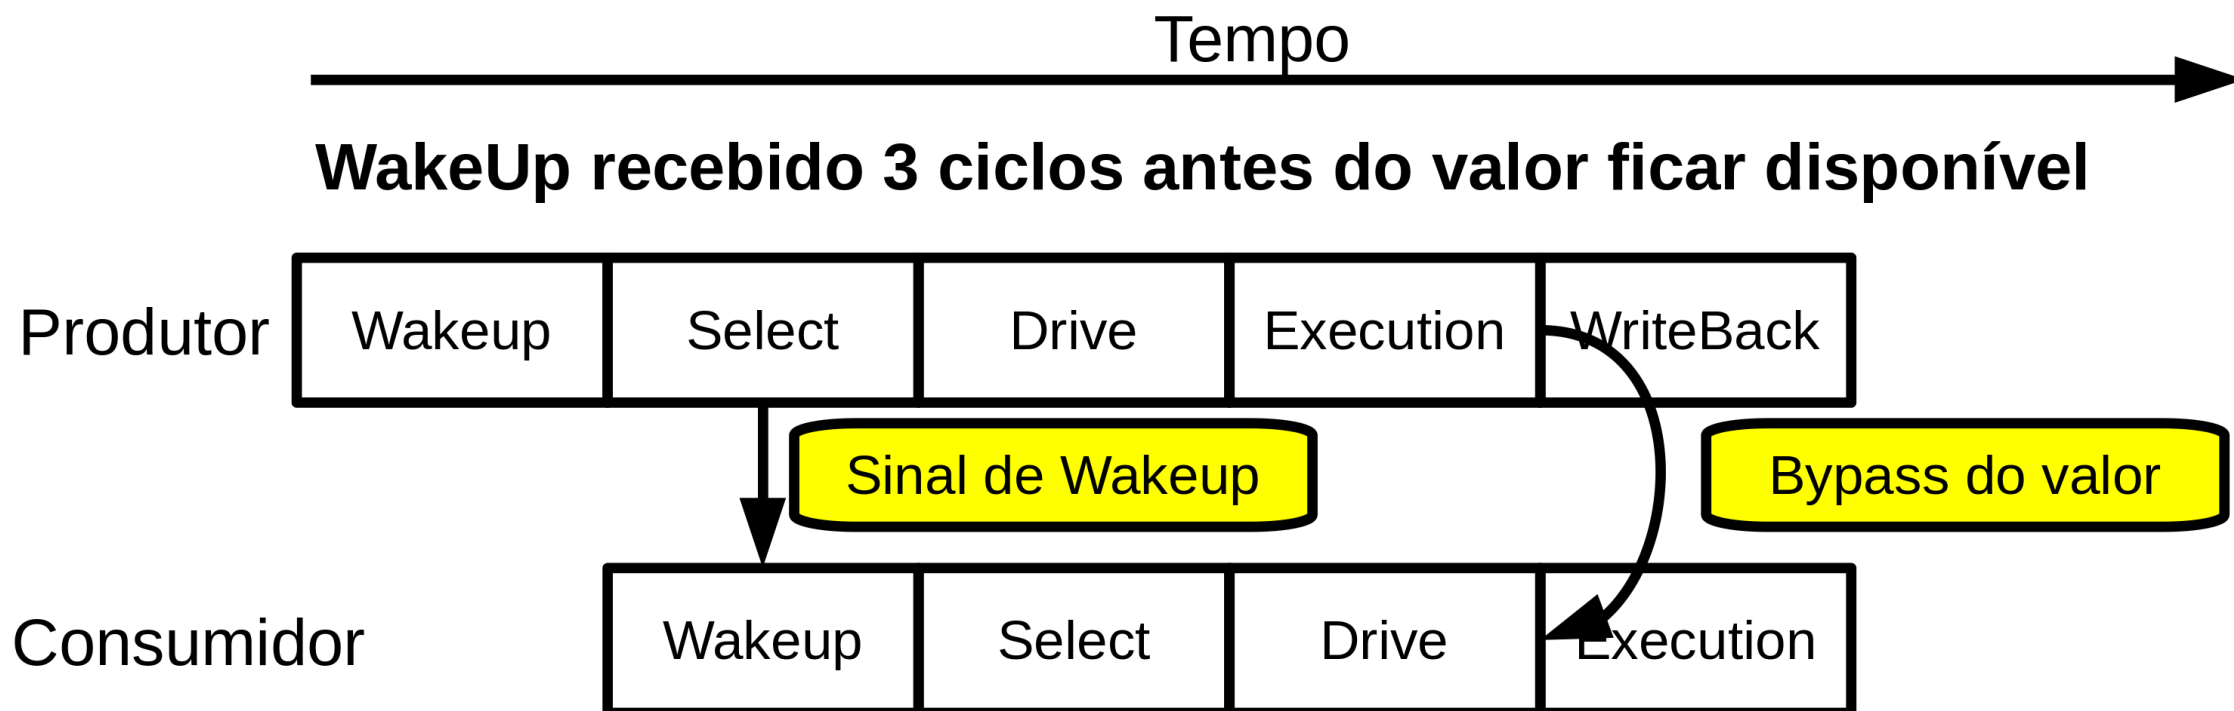 Tempo
WakeUp recebido 3 ciclos antes do valor ficar disponível
Produtor
Wakeup
Select
Drive
Execution
WriteBack
Sinal de Wakeup
Bypass do valor
Consumidor
Wakeup
Select
Drive
Execution